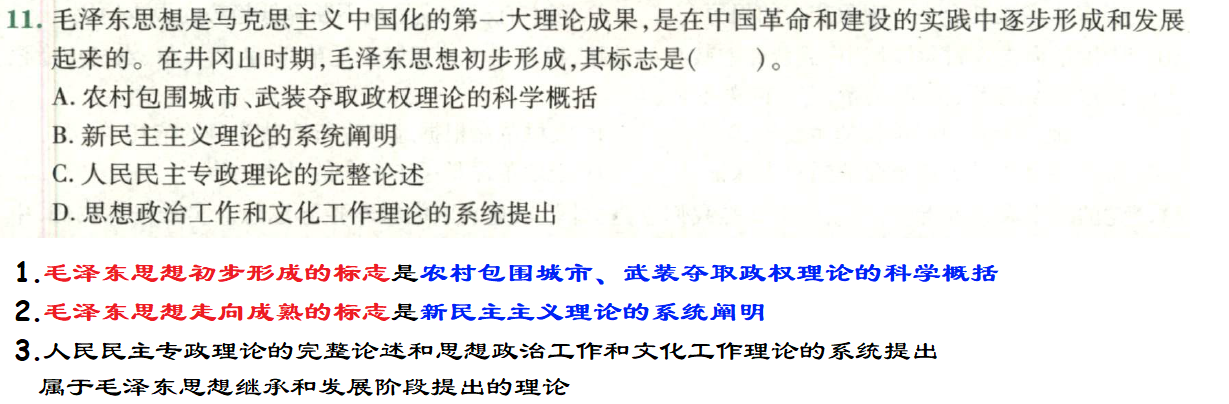 11. 毛泽东思想是马克思主义中国化的第一大理论成果,是在中国革命和建设的实践中逐步形成和发展
起来的。在井冈山时期,毛泽东思想初步形成,其标志是(　　)。
A. 农村包围城市、武装夺取政权理论的科学概括
B. 新民主主义理论的系统阐明
C. 人民民主专政理论的完整论述
D. 思想政治工作和文化工作理论的系统提出
1.毛泽东思想初步形成的标志是农村包围城市、武装夺取政权理论的科学概括
2.毛泽东思想走向成熟的标志是新民主主义理论的系统阐明
3.人民民主专政理论的完整论述和思想政治工作和文化工作理论的系统提出
属于毛泽东思想继承和发展阶段提出的理论